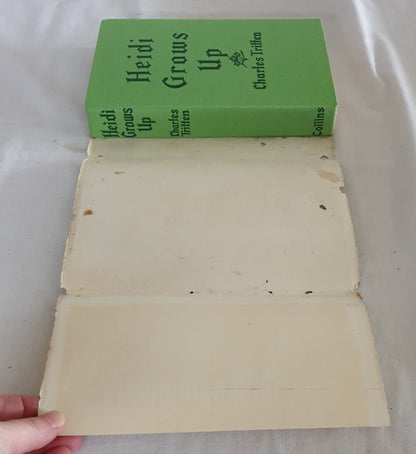 Heidi
Grows
Up
Charles Tritten
Heidi
Grows
Up
Charles
Tritten
Collins